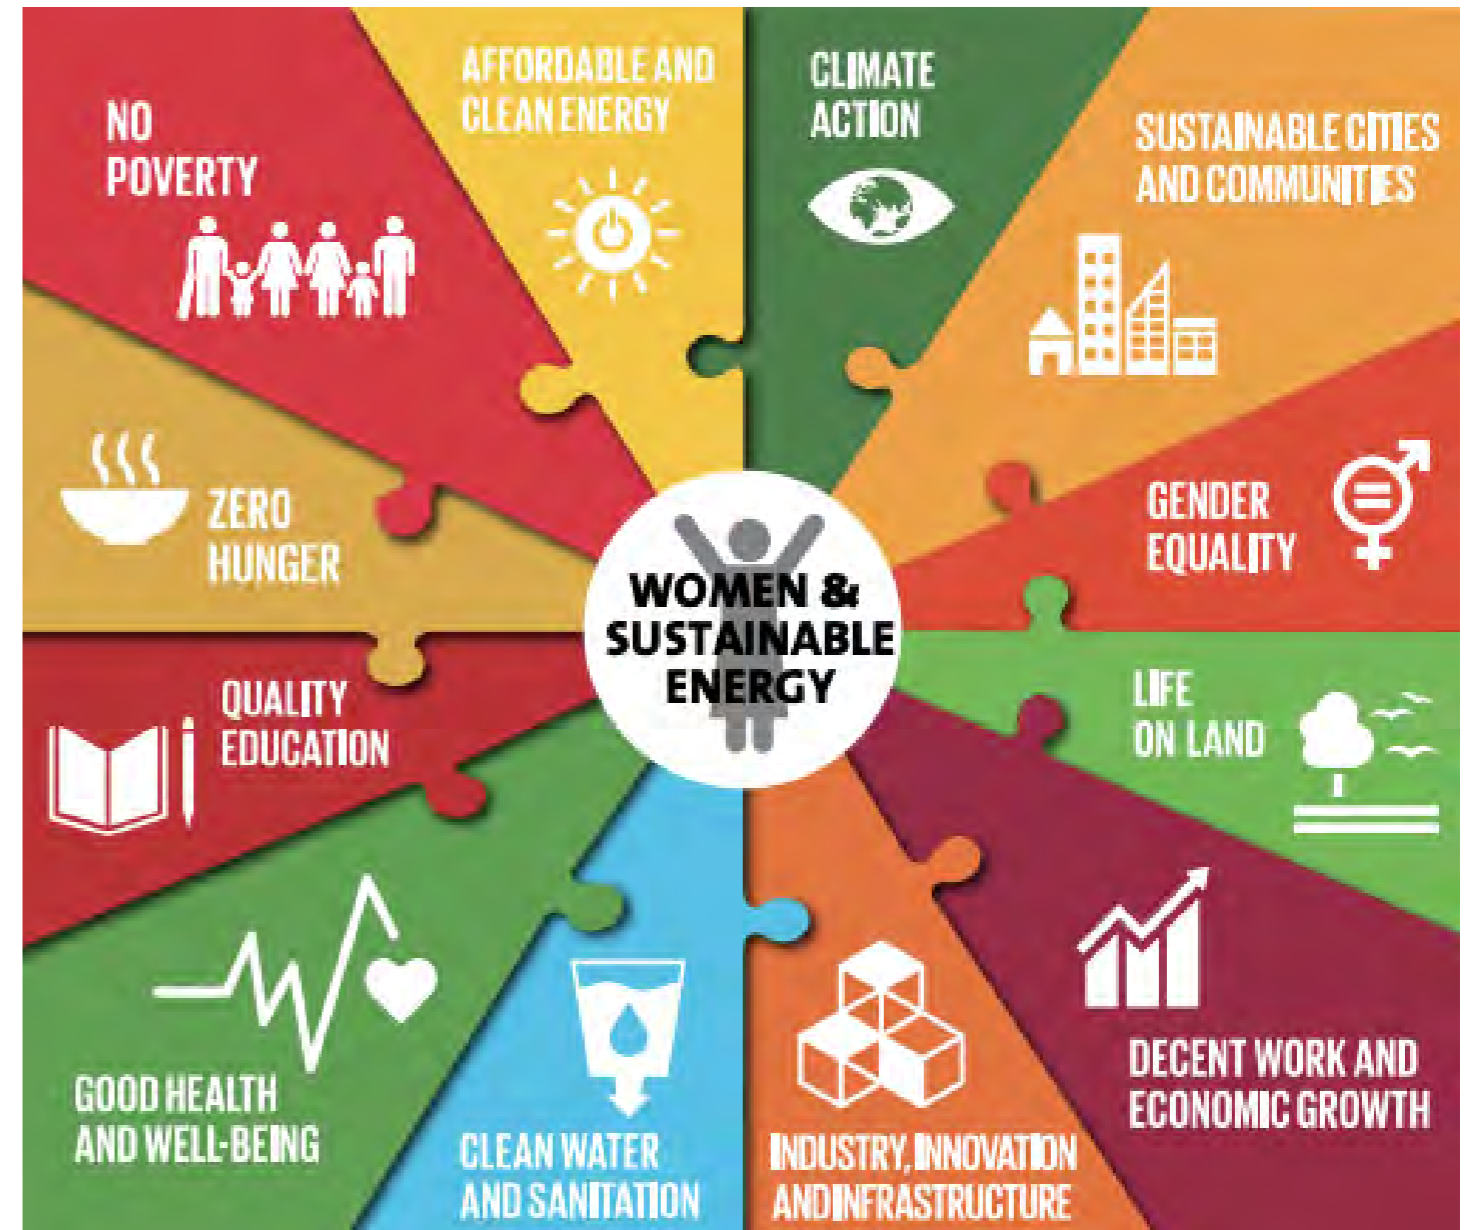 NO
POVERTY
AFFORDABLE AND
CLEAN ENERGY
CLIMATE
ACTION
SUSTAINABLE CITIES
AND COMMUNITIES
ZERO
HUNGER
GENDER
EQUALITY
WOMEN &
SUSTAINABLE
ENERGY
QUALITY
EDUCATION
LIFE
ON LAND
GOOD HEALTH
AND WELL-BEING
CLEAN WATER
AND SANITATION
INDUSTRY, INNOVATION
AND INFRASTRUCTURE
DECENT WORK AND
ECONOMIC GROWTH